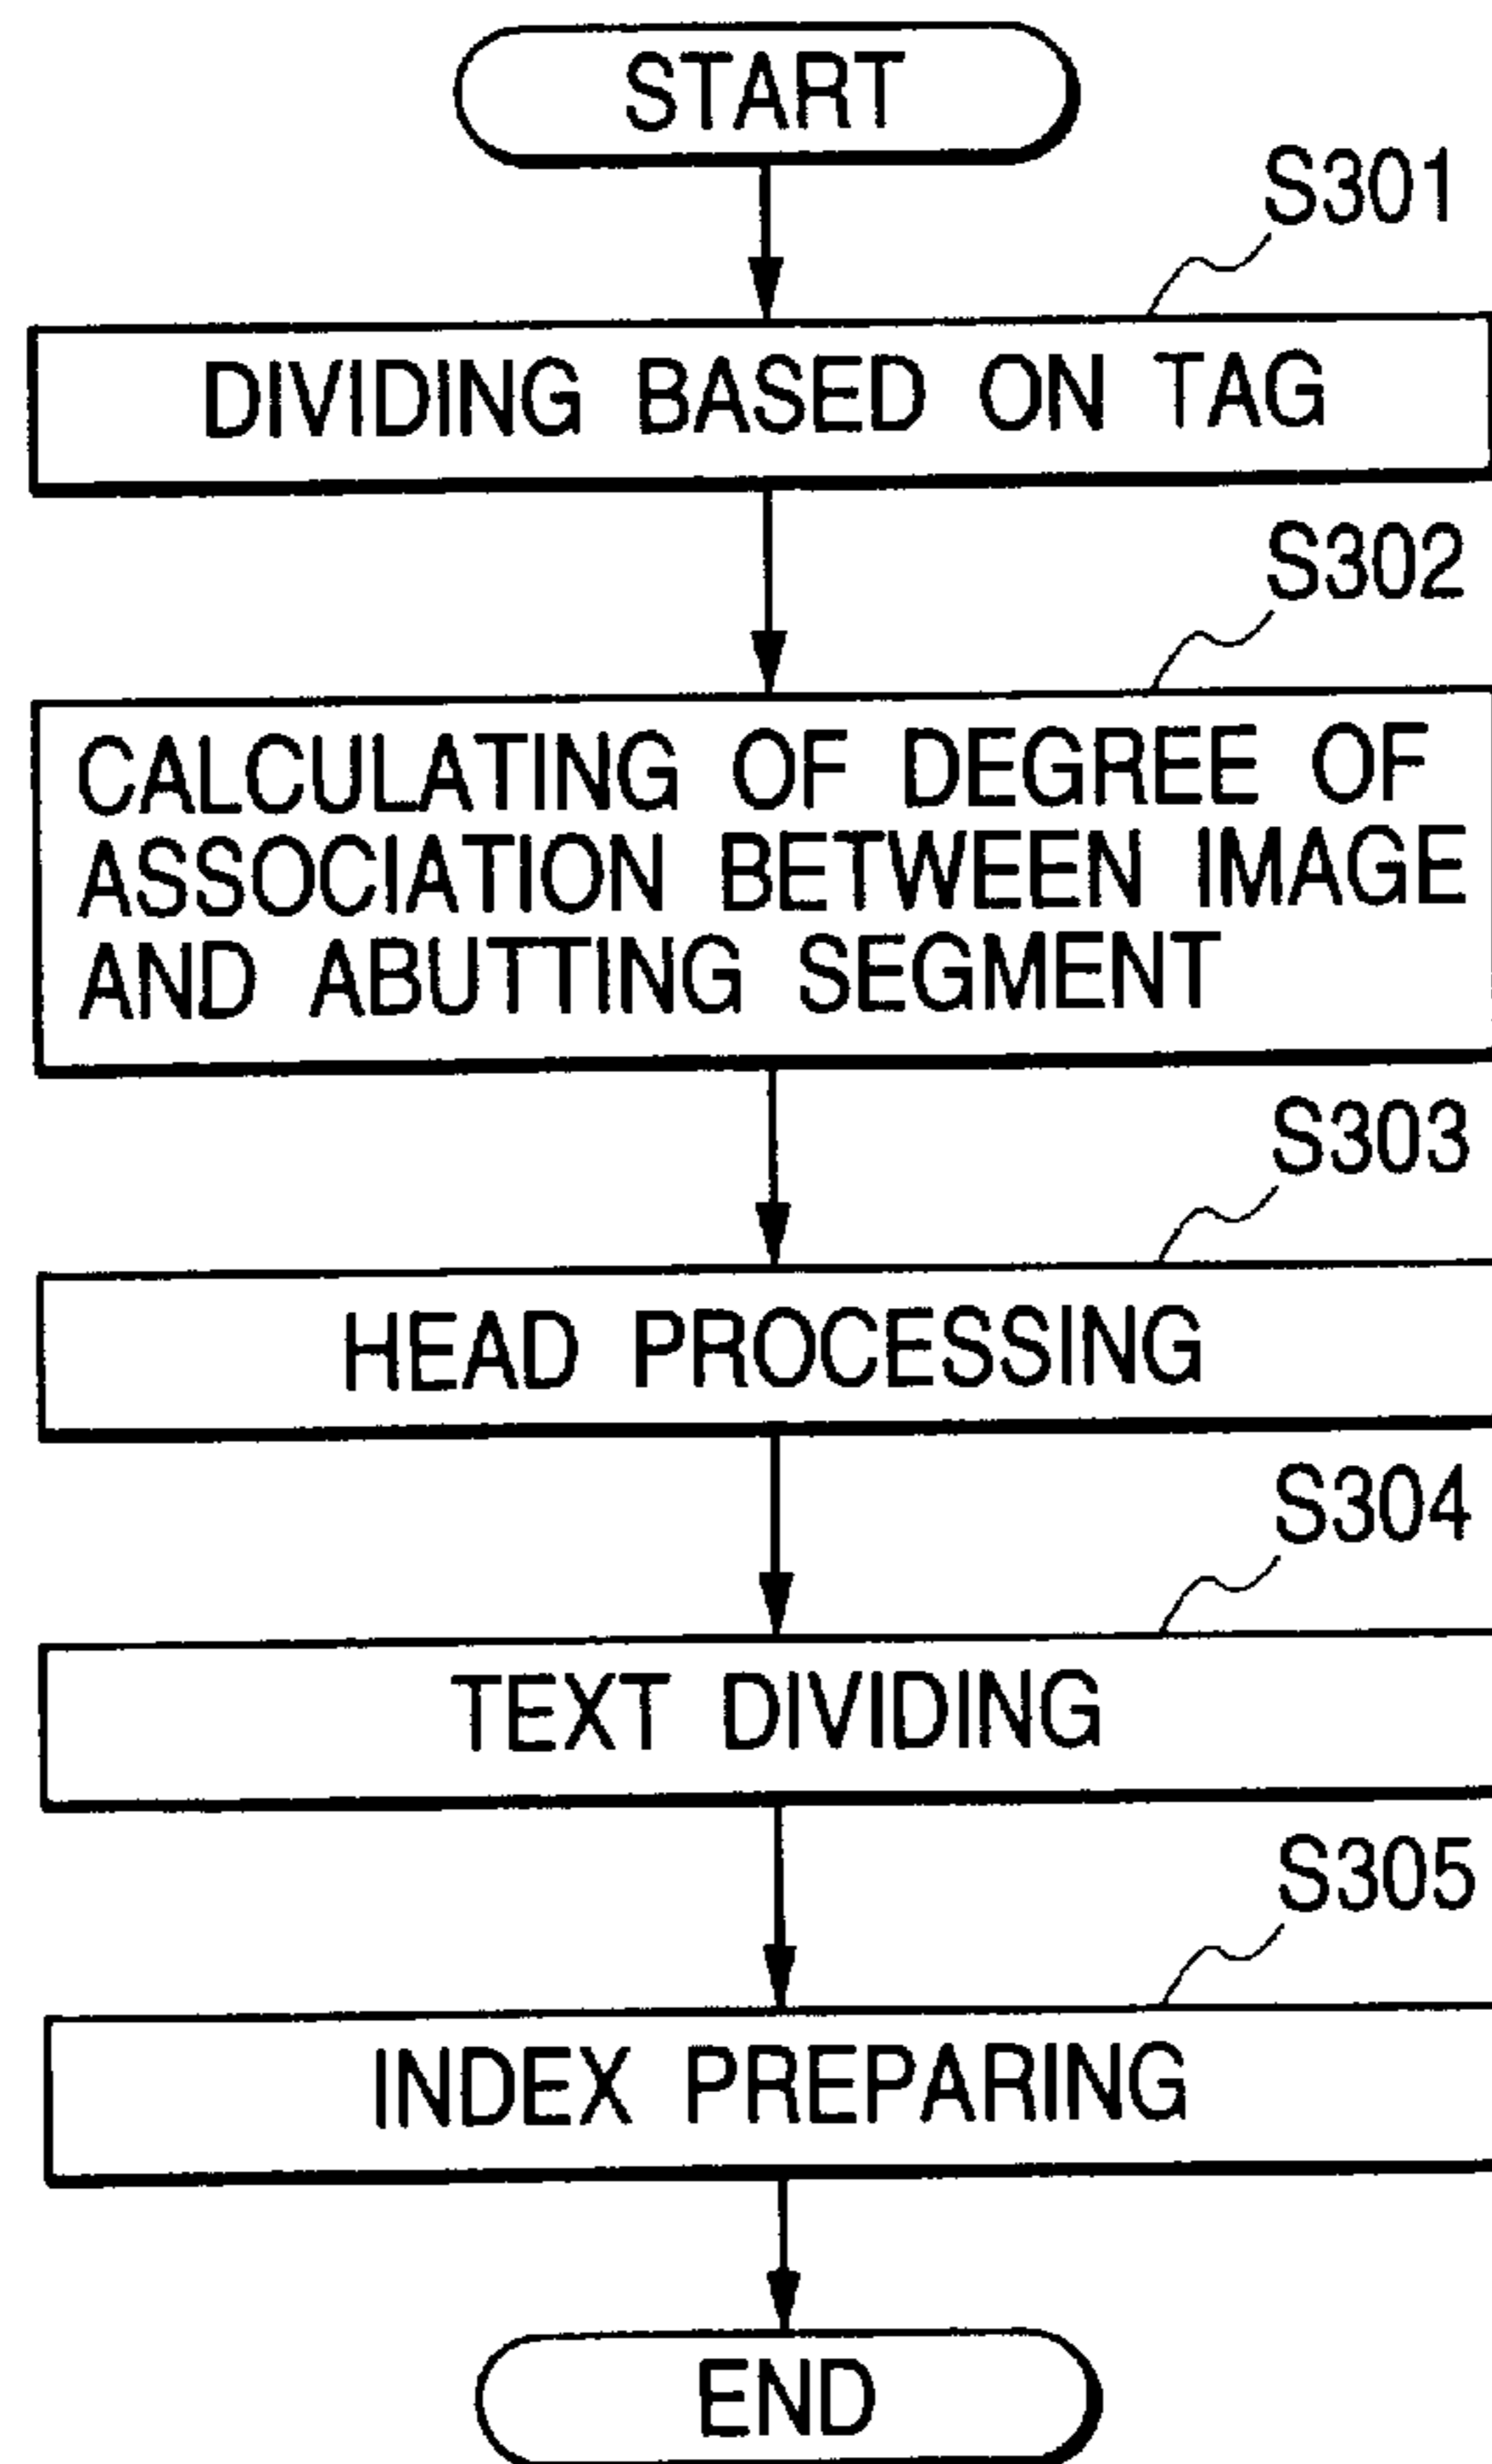 START
S301
DIVIDING BASED ON TAG
S302
CALCULATING OF DEGREE OF
ASSOCIATION BETWEEN IMAGE
AND ABUTTING SEGMENT
S303
HEAD PROCESSING
S304
TEXT DIVIDING
S305
INDEX PREPARING
END